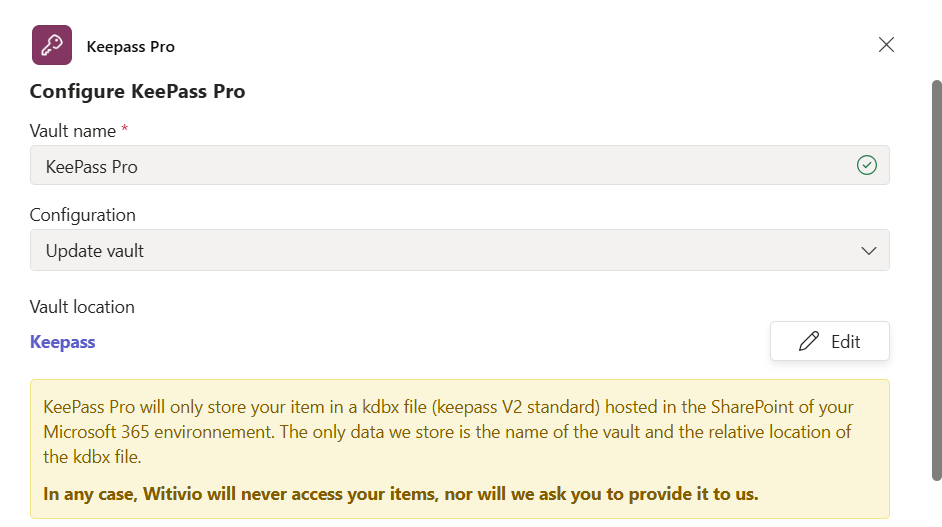 Keepass Pro
Configure KeePass Pro
Vault name *
KeePass Pro
Configuration
Update vault
Vault location
Keepass
Edit
KeePass Pro will only store your item in a kdbx file (keepass V2 standard) hosted in the SharePoint of your
Microsoft 365 environnement. The only data we store is the name of the vault and the relative location of
the kdbx file.
In any case, Witivio will never access your items, nor will we ask you to provide it to us.